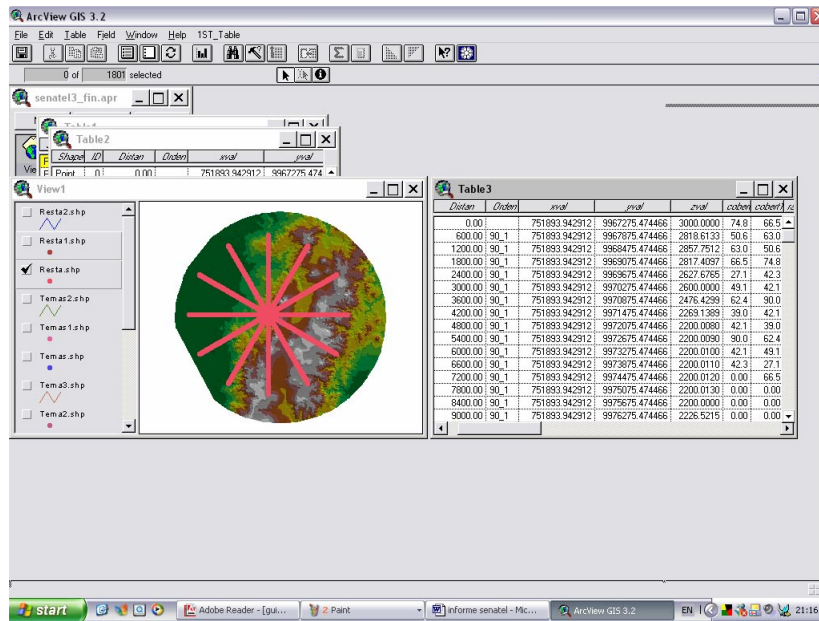 ArcView GIS 3.2
File Edit Table Field Window Help 1ST_Table
0 of 1801 selected
senatel3_fin.apr
Table1
Table2
Shape ID Distan Orden xval yval
Point 0 0.00 751893.942912 9967275.474
View1
Resta2.shp
Resta1.shp
Resta.shp
Temas2.shp
Temas1.shp
Temas.shp
Tema3.shp
Tema2.shp
Table3
Distan Orden xval yval zval cobert cobert1
0.00 751893.942912 9967275.474466 3000.0000 74.8 66.5
600.00 90_1 751893.942912 9967875.474466 2818.6133 50.6 63.0
1200.00 90_1 751893.942912 9968475.474466 2857.7512 63.0 50.6
1800.00 90_1 751893.942912 9969075.474466 2817.4097 66.5 74.8
2400.00 90_1 751893.942912 9969675.474466 2627.6765 27.1 42.3
3000.00 90_1 751893.942912 9970275.474466 2600.0000 49.1 42.1
3600.00 90_1 751893.942912 9970875.474466 2476.4299 62.4 90.0
4200.00 90_1 751893.942912 9971475.474466 2269.1389 39.0 42.1
4800.00 90_1 751893.942912 9972075.474466 2200.0080 42.1 39.0
5400.00 90_1 751893.942912 9972675.474466 2200.0090 90.0 62.4
6000.00 90_1 751893.942912 9973275.474466 2200.0100 42.1 49.1
6600.00 90_1 751893.942912 9973875.474466 2200.0110 42.3 27.1
7200.00 90_1 751893.942912 9974475.474466 2200.0120 0.00 66.5
7800.00 90_1 751893.942912 9975075.474466 2200.0130 0.00 0.00
8400.00 90_1 751893.942912 9975675.474466 2200.0000 0.00 0.00
9000.00 90_1 751893.942912 9976275.474466 2226.5215 0.00 0.00
start Adobe Reader - [gui... 2 Paint informe senatel - Mic... ArcView GIS 3.2 EN 21:16